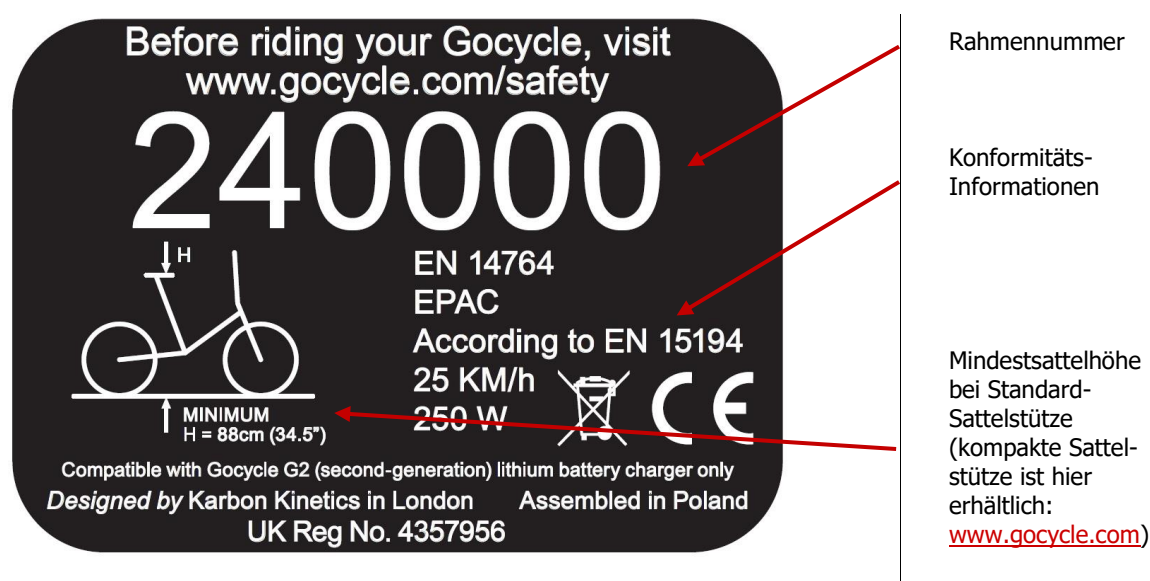 Before riding your Gocycle, visit
www.gocycle.com/safety
240000
H
EN 14764
EPAC
According to EN 15194
25 KM/h
250 W
CE
MINIMUM
H = 88cm (34.5”)
Compatible with Gocycle G2 (second-generation) lithium battery charger only
Designed by Karbon Kinetics in London Assembled in Poland
UK Reg No. 4357956
Rahmennummer
Konformitäts-
Informationen
Mindestsattelhöhe
bei Standard-
Sattelstütze
(kompakte Sattel-
stütze ist hier
erhältlich:
www.gocycle.com)